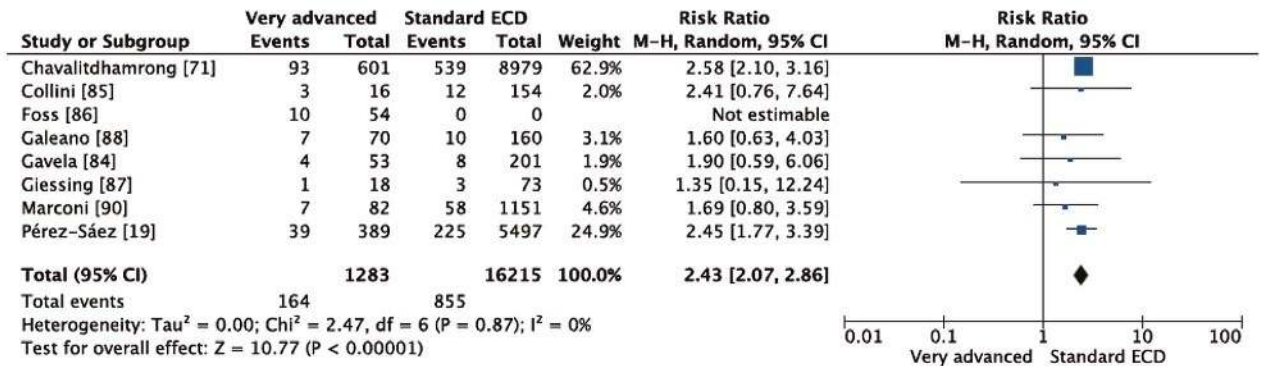 Very advanced Standard ECD Risk Ratio Risk Ratio
Study or Subgroup Events Total Events Total Weight M-H, Random, 95% CI M-H, Random, 95% CI
Chavalitdhamrong [71] 93 601 539 8979 62.9% 2.58 [2.10, 3.16]
Collini [85] 3 16 12 154 2.0% 2.41 [0.76, 7.64]
Foss [86] 10 54 0 0 Not estimable
Galeano [88] 7 70 10 160 3.1% 1.60 [0.63, 4.03]
Gavela [84] 4 53 8 201 1.9% 1.90 [0.59, 6.06]
Giessing [87] 1 18 3 73 0.5% 1.35 [0.15, 12.24]
Marconi [90] 7 82 58 1151 4.6% 1.69 [0.80, 3.59]
Pérez-Sáez [19] 39 389 225 5497 24.9% 2.45 [1.77, 3.39]
Total (95% CI) 1283 16215 100.0% 2.43 [2.07, 2.86]
Total events 164 855
Heterogeneity: Tau² = 0.00; Chi² = 2.47, df = 6 (P = 0.87); I² = 0%
Test for overall effect: Z = 10.77 (P < 0.00001)
0.01 0.1 1 10 100
Very advanced Standard ECD